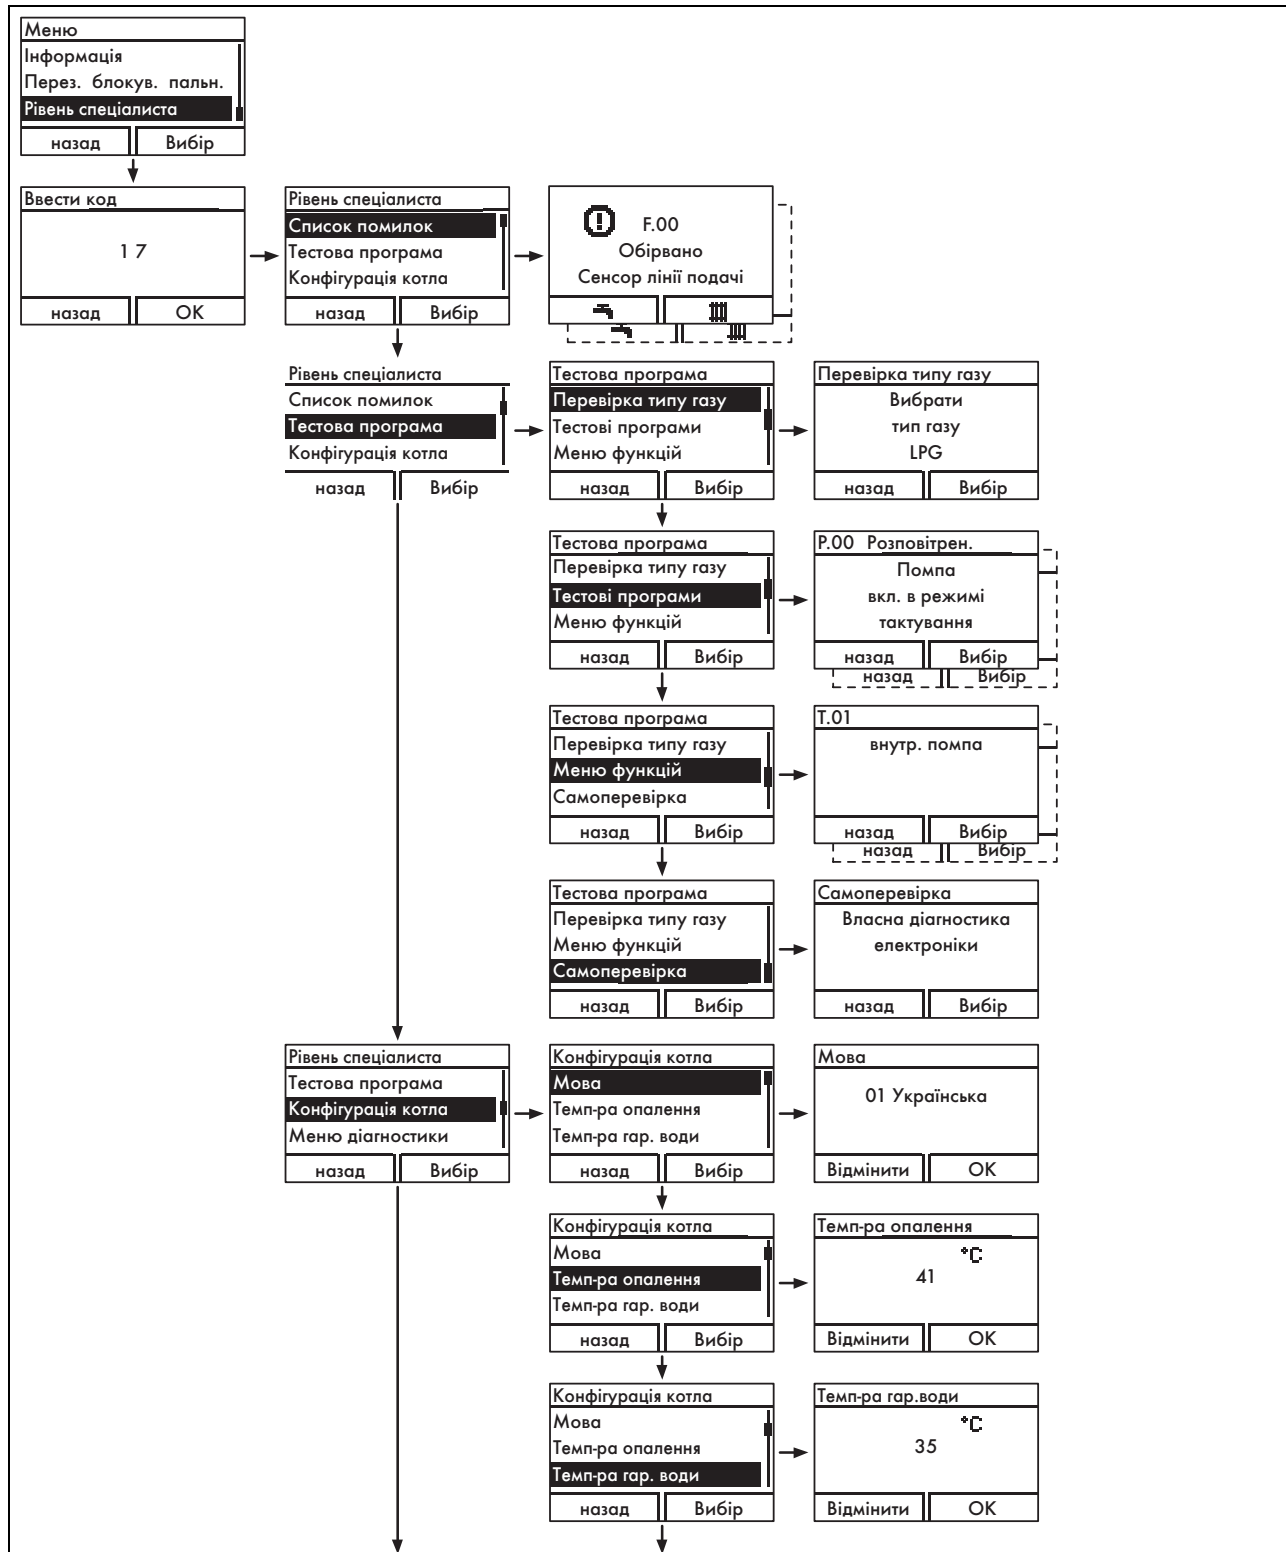 Меню
Інформація
Перез. блокув. пальн.
Рівень спеціалиста
назад Вибір
Ввести код
1 7
назад OK
Рівень спеціалиста
Список помилок
Тестова програма
Конфігурація котла
назад Вибір
F.00
Обірвано
Сенсор лінії подачі
Рівень спеціалиста
Список помилок
Тестова програма
Конфігурація котла
назад Вибір
Тестова програма
Перевірка типу газу
Тестові програми
Меню функцій
назад Вибір
Перевірка типу газу
Вибрати
тип газу
LPG
назад Вибір
Тестова програма
Перевірка типу газу
Тестові програми
Меню функцій
назад Вибір
P.00 Розповітрен.
Помпа
вкл. в режимі
тактування
назад Вибір
назад Вибір
Тестова програма
Перевірка типу газу
Меню функцій
Самоперевірка
назад Вибір
T.01
внутр. помпа
назад Вибір
назад Вибір
Тестова програма
Перевірка типу газу
Меню функцій
Самоперевірка
назад Вибір
Самоперевірка
Власна діагностика
електроніки
назад Вибір
Рівень спеціалиста
Тестова програма
Конфігурація котла
Меню діагностики
назад Вибір
Конфігурація котла
Мова
Темп-ра опалення
Темп-ра гар. води
назад Вибір
Мова
01 Українська
Відмінити OK
Конфігурація котла
Мова
Темп-ра опалення
Темп-ра гар. води
назад Вибір
Темп-ра опалення
°C
41
Відмінити OK
Конфігурація котла
Мова
Темп-ра опалення
Темп-ра гар. води
назад Вибір
Темп-ра гар.води
°C
35
Відмінити OK